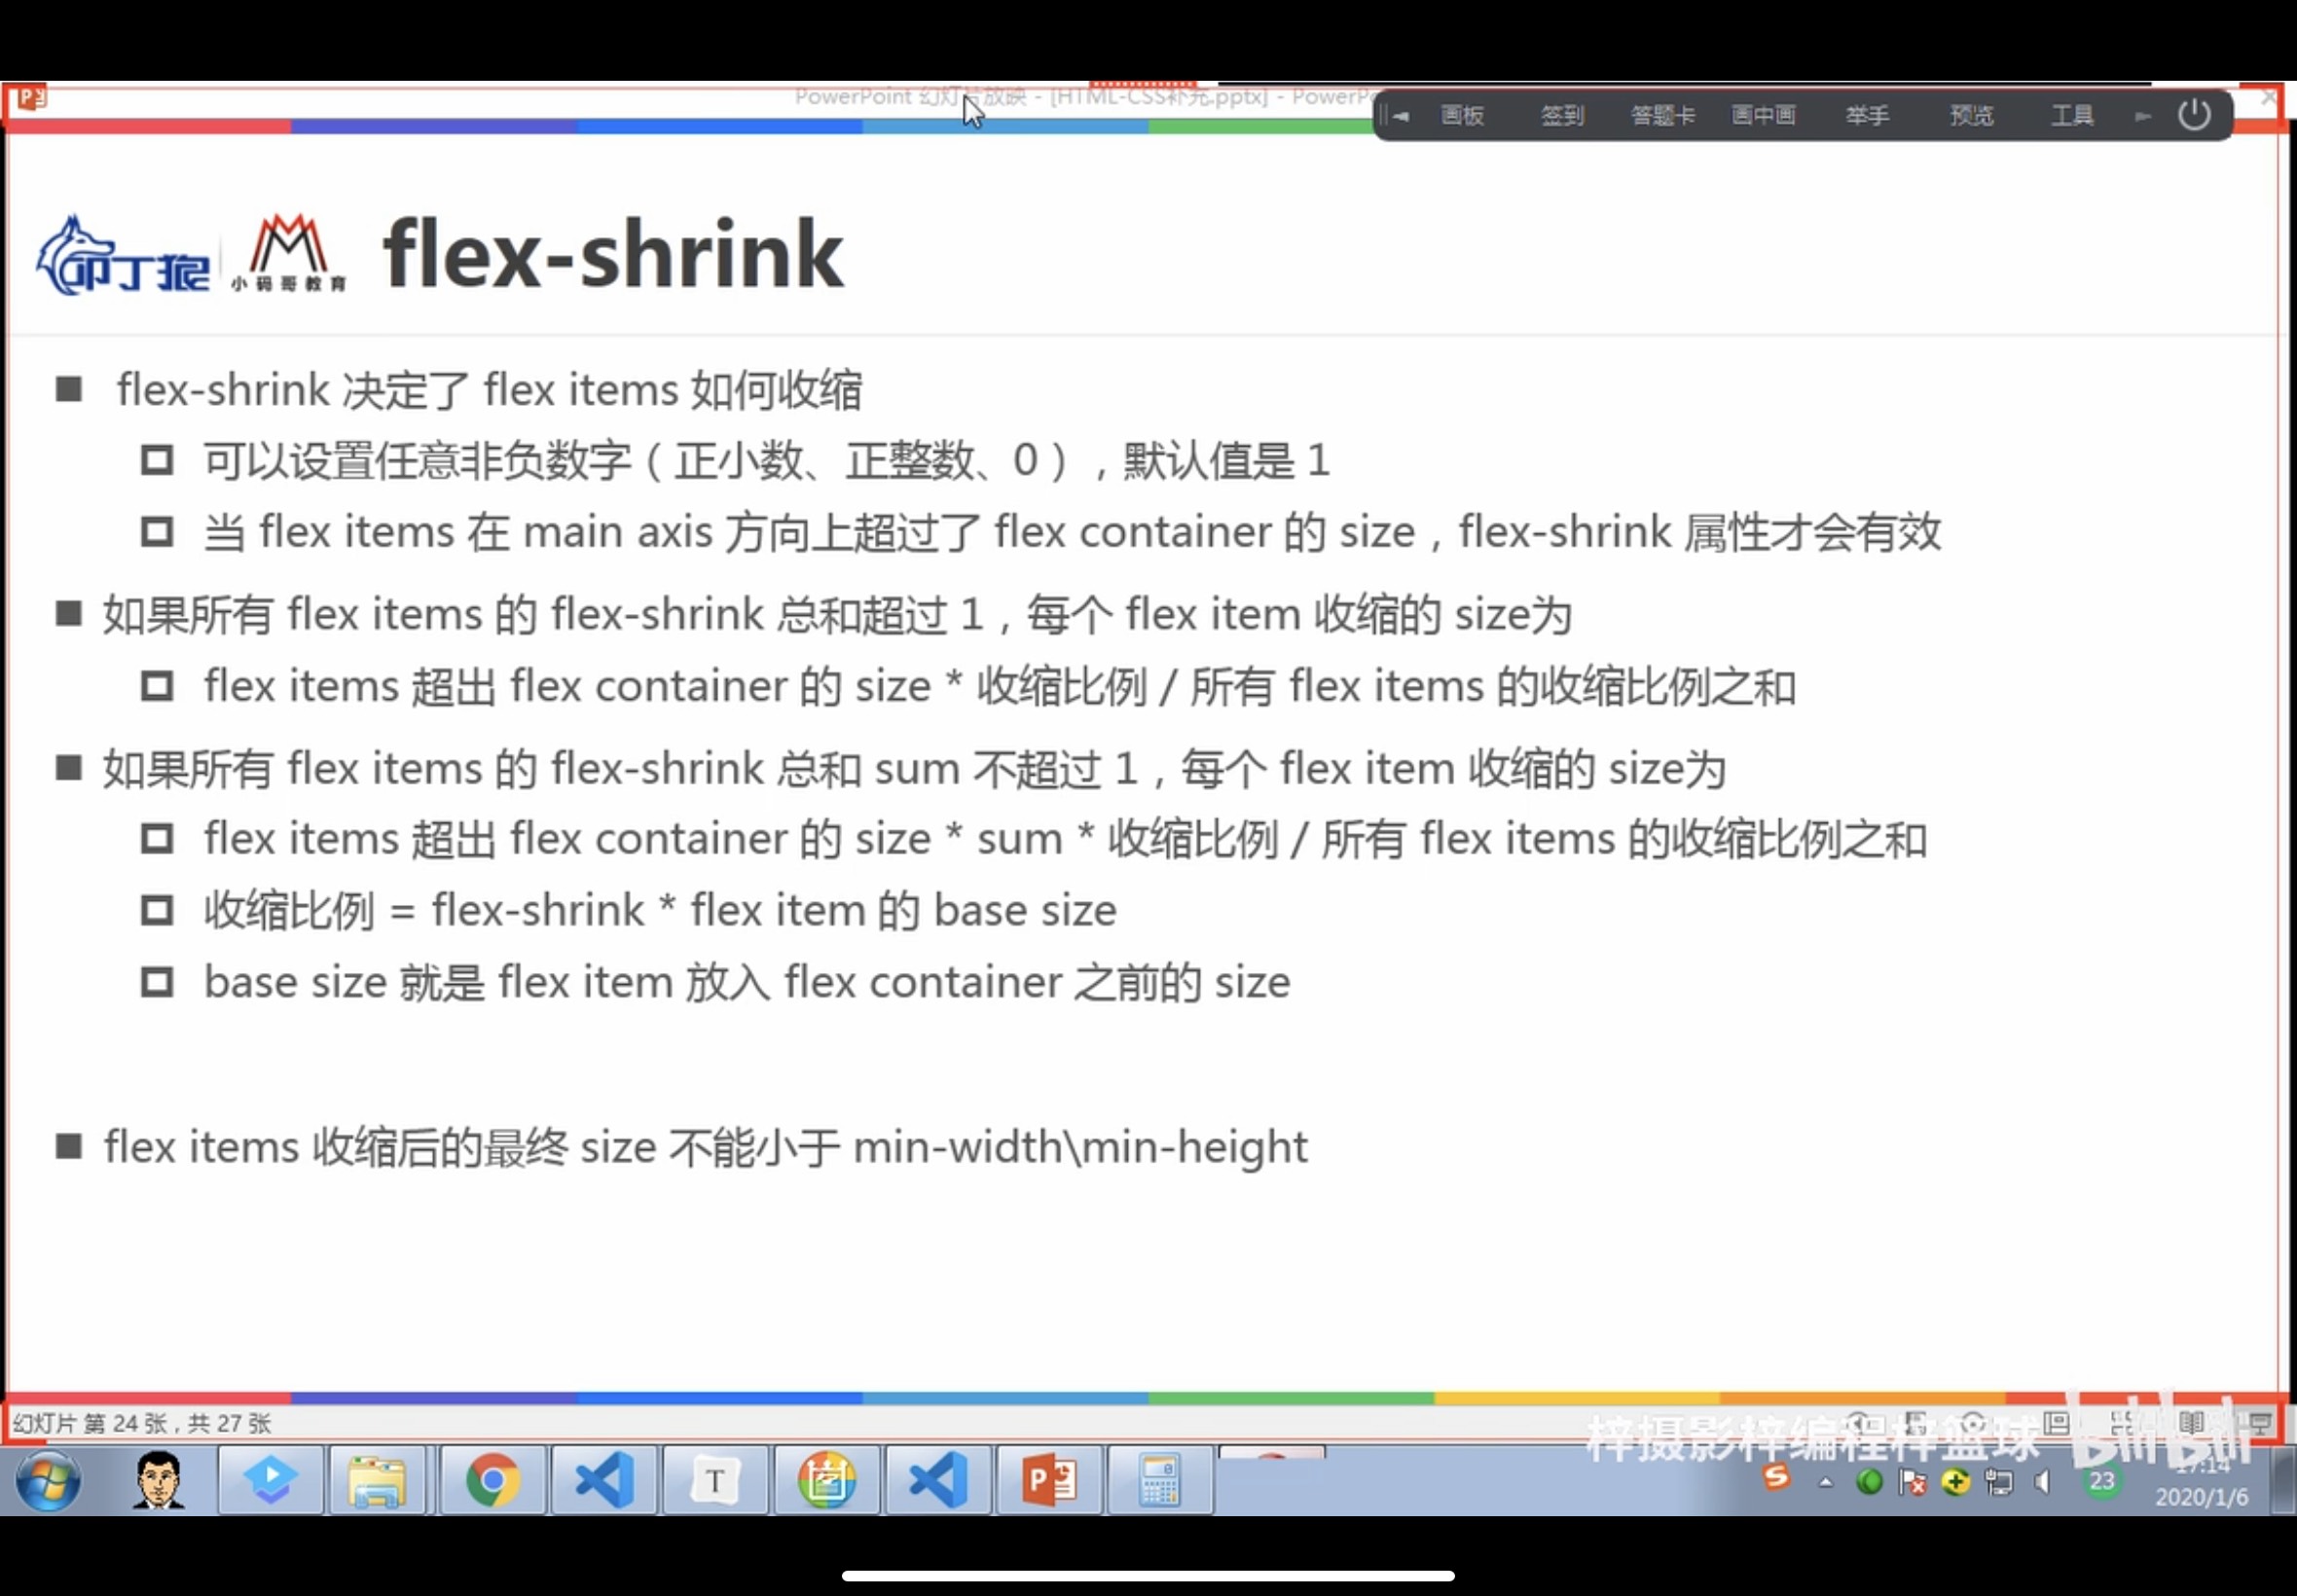 PowerPoint 幻灯片放映 - [HTML-CSS补充.pptx] - PowerP
画板 签到 答题卡 画中画 举手 预览 工具
叩丁狼
小码哥教育
flex-shrink
flex-shrink 决定了 flex items 如何收缩
可以设置任意非负数字（正小数、正整数、0），默认值是 1
当 flex items 在 main axis 方向上超过了 flex container 的 size，flex-shrink 属性才会有效
如果所有 flex items 的 flex-shrink 总和超过 1，每个 flex item 收缩的 size为
flex items 超出 flex container 的 size * 收缩比例 / 所有 flex items 的收缩比例之和
如果所有 flex items 的 flex-shrink 总和 sum 不超过 1，每个 flex item 收缩的 size为
flex items 超出 flex container 的 size * sum * 收缩比例 / 所有 flex items 的收缩比例之和
收缩比例 = flex-shrink * flex item 的 base size
base size 就是 flex item 放入 flex container 之前的 size
flex items 收缩后的最终 size 不能小于 min-width\min-height
幻灯片 第 24 张，共 27 张
梓摄影梓编程梓篮球 bilibili
23
17:14
2020/1/6